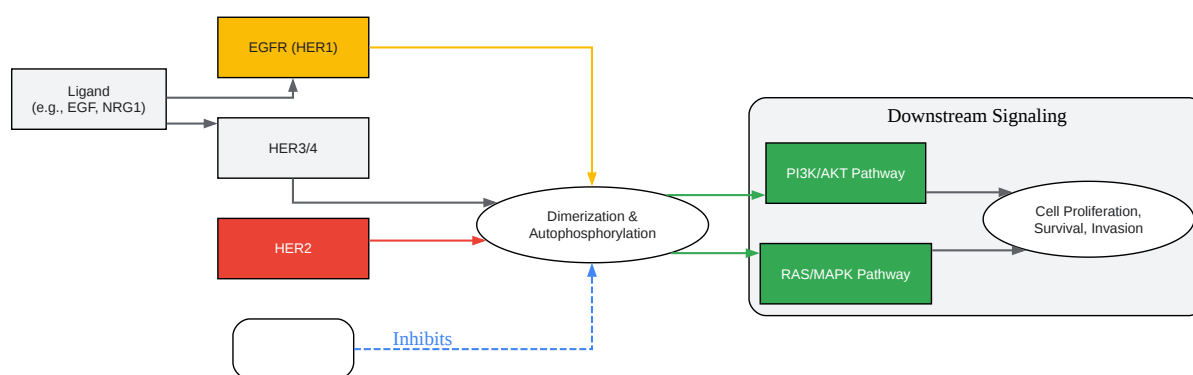 EGFR (HER1)
Ligand
(e.g., EGF, NRG1)
HER3/4
HER2
Dimerization &
Autophosphorylation
Inhibits
Downstream Signaling
PI3K/AKT Pathway
RAS/MAPK Pathway
Cell Proliferation,
Survival, Invasion